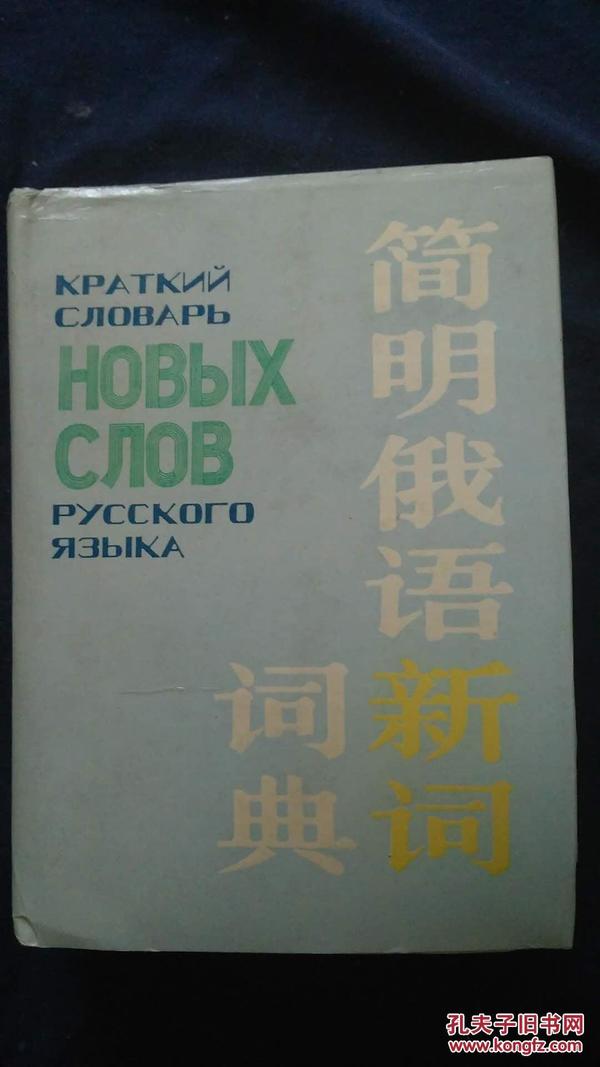 КРАТКИЙ
СЛОВАРЬ
НОВЫХ
СЛОВ
РУССКОГО
ЯЗЫКА
简明俄语新词
词典
孔夫子旧书网
www.kongfz.com